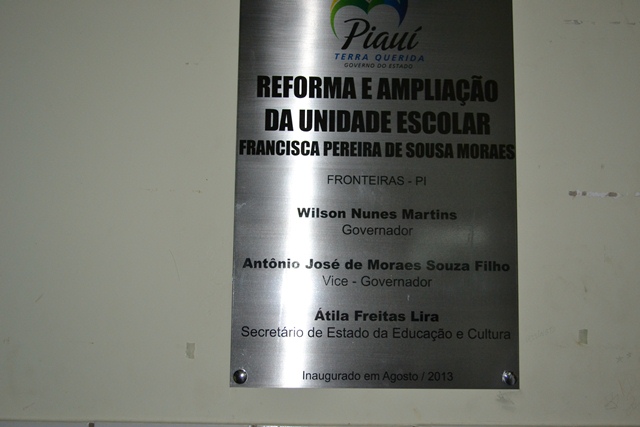 Piauí
TERRA QUERIDA
GOVERNO DO ESTADO
REFORMA E AMPLIAÇÃO
DA UNIDADE ESCOLAR
FRANCISCA PEREIRA DE SOUSA MORAES
FRONTEIRAS - PI
Wilson Nunes Martins
Governador
Antônio José de Moraes Souza Filho
Vice - Governador
Átila Freitas Lira
Secretário de Estado da Educação e Cultura
Inaugurado em Agosto / 2013